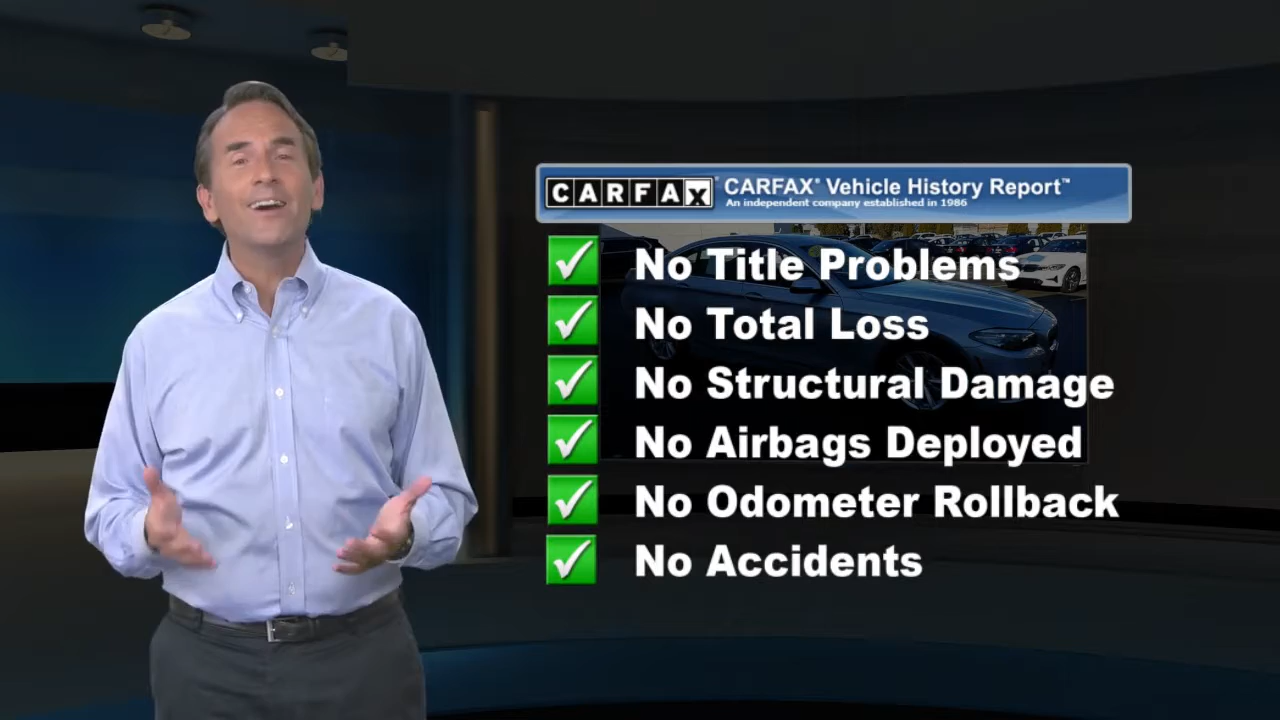 CARFAX
CARFAX® Vehicle History Report™
An independent company established in 1986
No Title Problems
No Total Loss
No Structural Damage
No Airbags Deployed
No Odometer Rollback
No Accidents